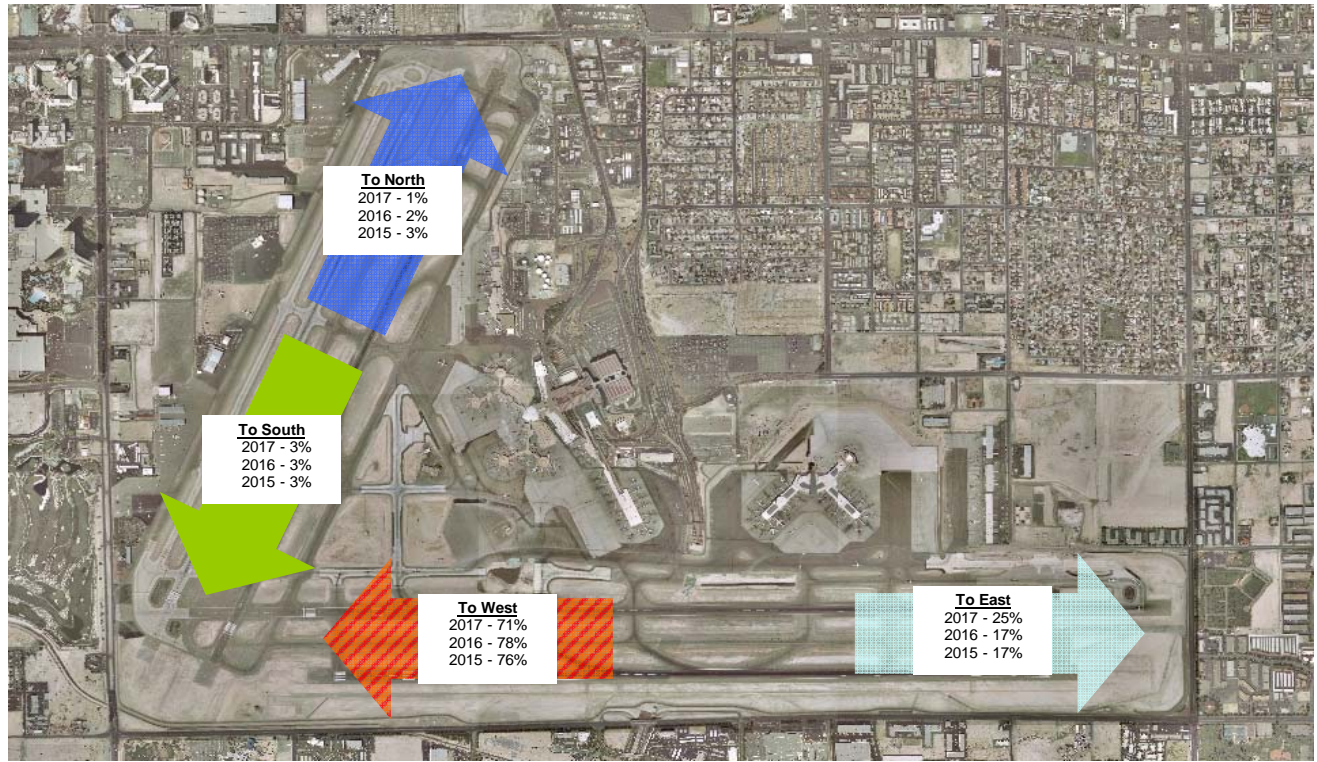 To North
2017 - 1%
2016 - 2%
2015 - 3%
To South
2017 - 3%
2016 - 3%
2015 - 3%
To West
2017 - 71%
2016 - 78%
2015 - 76%
To East
2017 - 25%
2016 - 17%
2015 - 17%